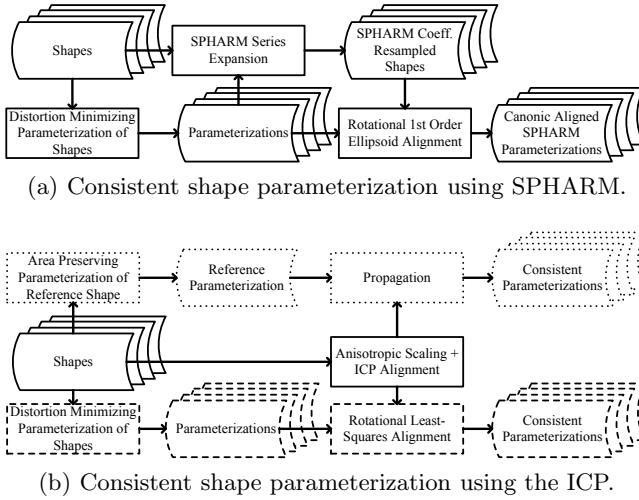 Shapes
SPHARM Series
Expansion
SPHARM Coeff.
Resampled
Shapes
Distortion Minimizing
Parameterization of
Shapes
Parameterizations
Rotational 1st Order
Ellipsoid Alignment
Canonic Aligned
SPHARM
Parameterizations
(a) Consistent shape parameterization using SPHARM.
Area Preserving
Parameterization of
Reference Shape
Reference
Parameterization
Propagation
Consistent
Parameterizations
Shapes
Anisotropic Scaling +
ICP Alignment
Distortion Minimizing
Parameterization of
Shapes
Parameterizations
Rotational Least-
Squares Alignment
Consistent
Parameterizations
(b) Consistent shape parameterization using the ICP.